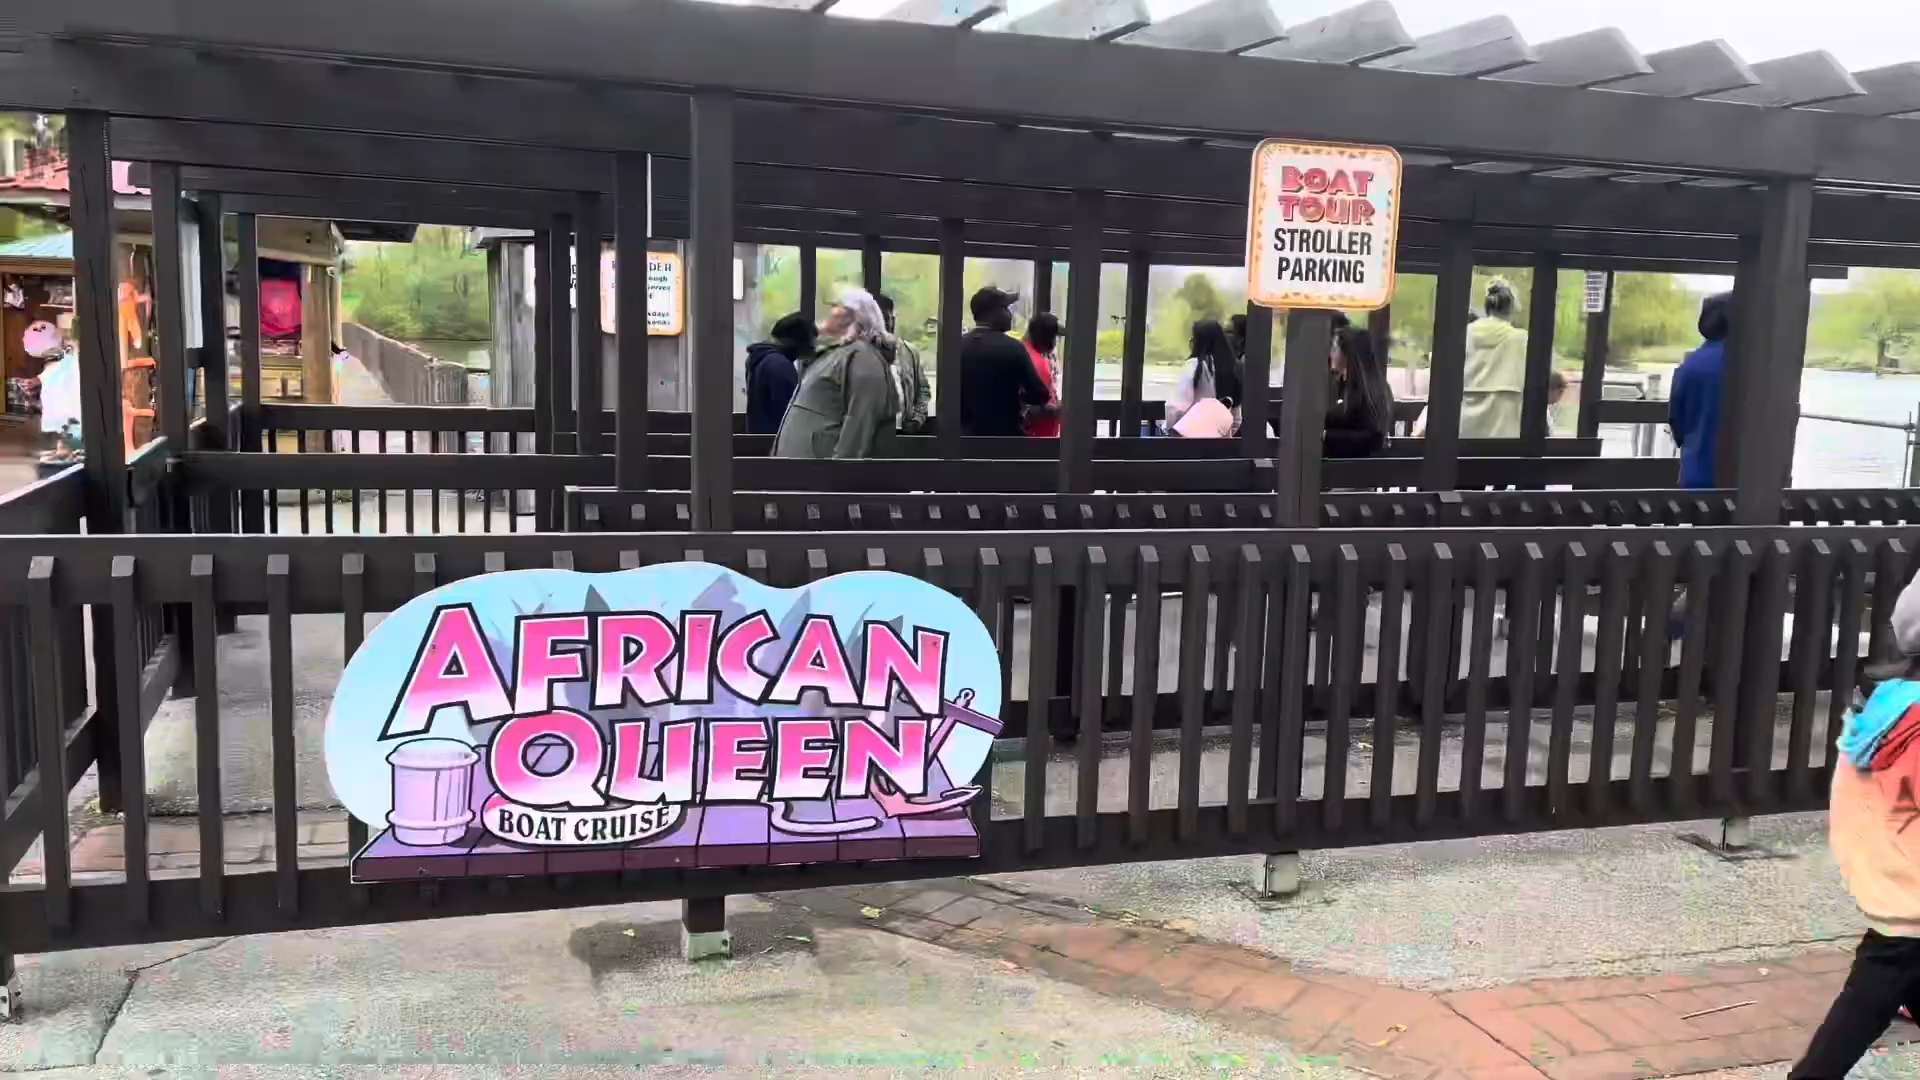 BOAT
TOUR
STROLLER
PARKING
AFRICAN
QUEEN
BOAT CRUISE